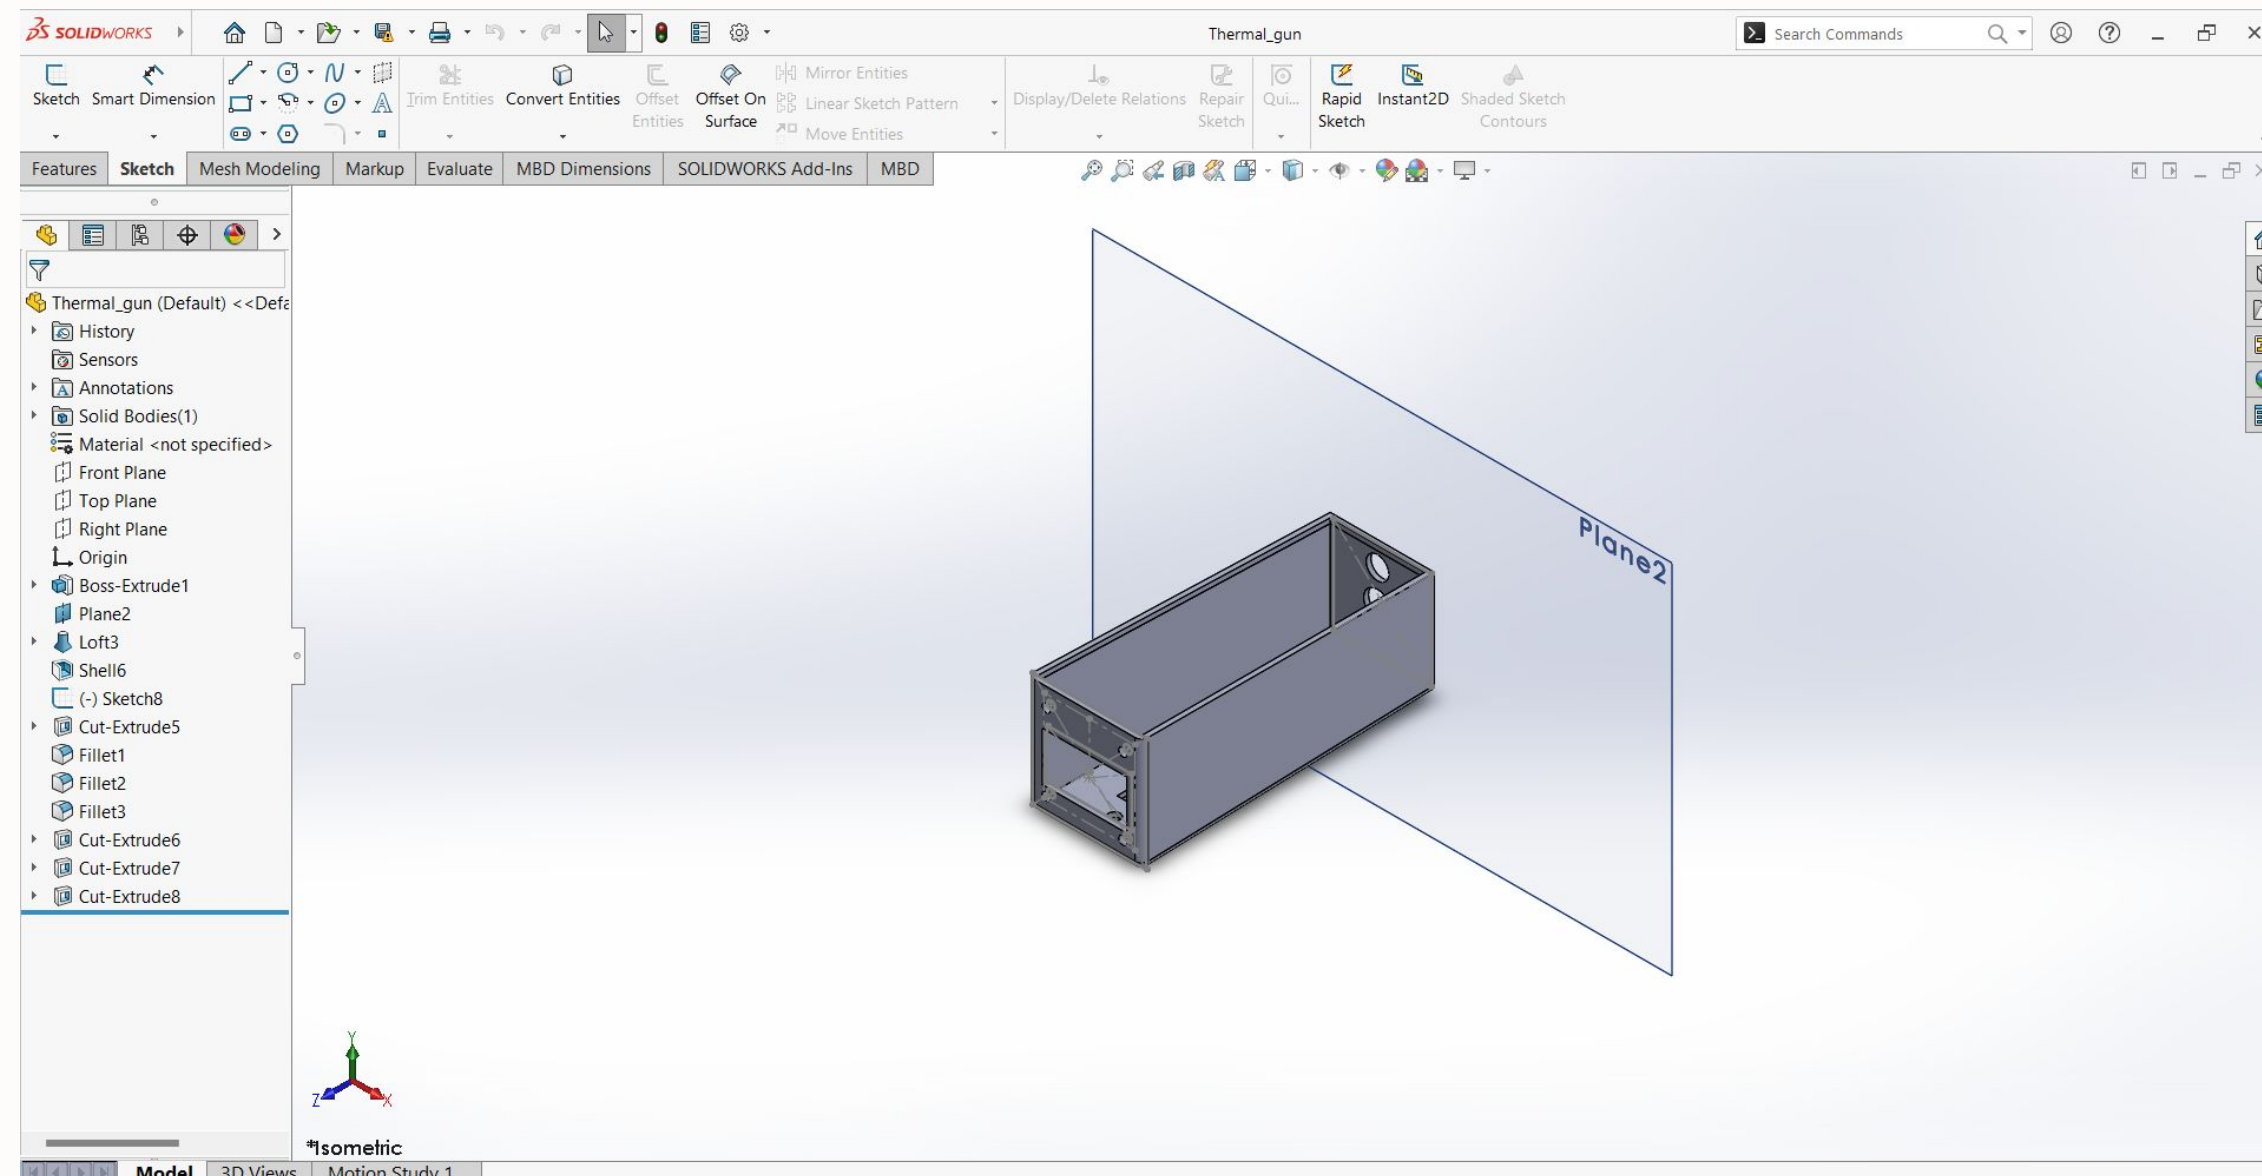 SOLIDWORKS
Thermal_gun
Search Commands
Sketch
Smart Dimension
Trim Entities
Convert Entities
Offset Entities
Offset On Surface
Mirror Entities
Linear Sketch Pattern
Move Entities
Display/Delete Relations
Repair Sketch
Qui...
Rapid Sketch
Instant2D
Shaded Sketch Contours
Features
Sketch
Mesh Modeling
Markup
Evaluate
MBD Dimensions
SOLIDWORKS Add-Ins
MBD
Thermal_gun (Default) <<Defa
History
Sensors
Annotations
Solid Bodies(1)
Material <not specified>
Front Plane
Top Plane
Right Plane
Origin
Boss-Extrude1
Plane2
Loft3
Shell6
(-) Sketch8
Cut-Extrude5
Fillet1
Fillet2
Fillet3
Cut-Extrude6
Cut-Extrude7
Cut-Extrude8
Plane2
Y
Z
X
*Isometric
Model
3D Views
Motion Study 1